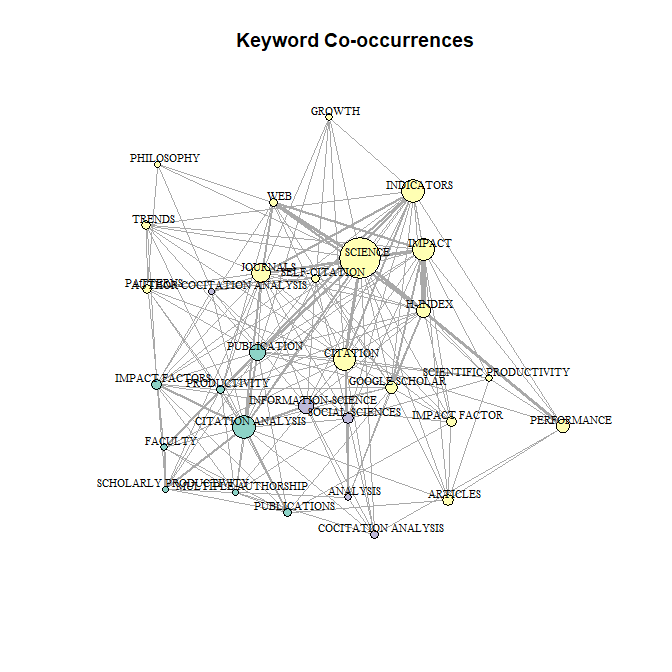 Keyword Co-occurrences
GROWTH
PHILOSOPHY
INDICATORS
WEB
TRENDS
IMPACT
SCIENCE
JOURNALS
SELF-CITATION
PATTERNS
AUTHOR COCITATION ANALYSIS
H-INDEX
PUBLICATION
CITATION
SCIENTIFIC PRODUCTIVITY
IMPACT FACTORS
PRODUCTIVITY
GOOGLE SCHOLAR
INFORMATION-SCIENCE
SOCIAL-SCIENCES
IMPACT FACTOR
CITATION ANALYSIS
PERFORMANCE
FACULTY
SCHOLARLY PRODUCTIVITY
MULTIPLE AUTHORSHIP
ANALYSIS
ARTICLES
PUBLICATIONS
COCITATION ANALYSIS